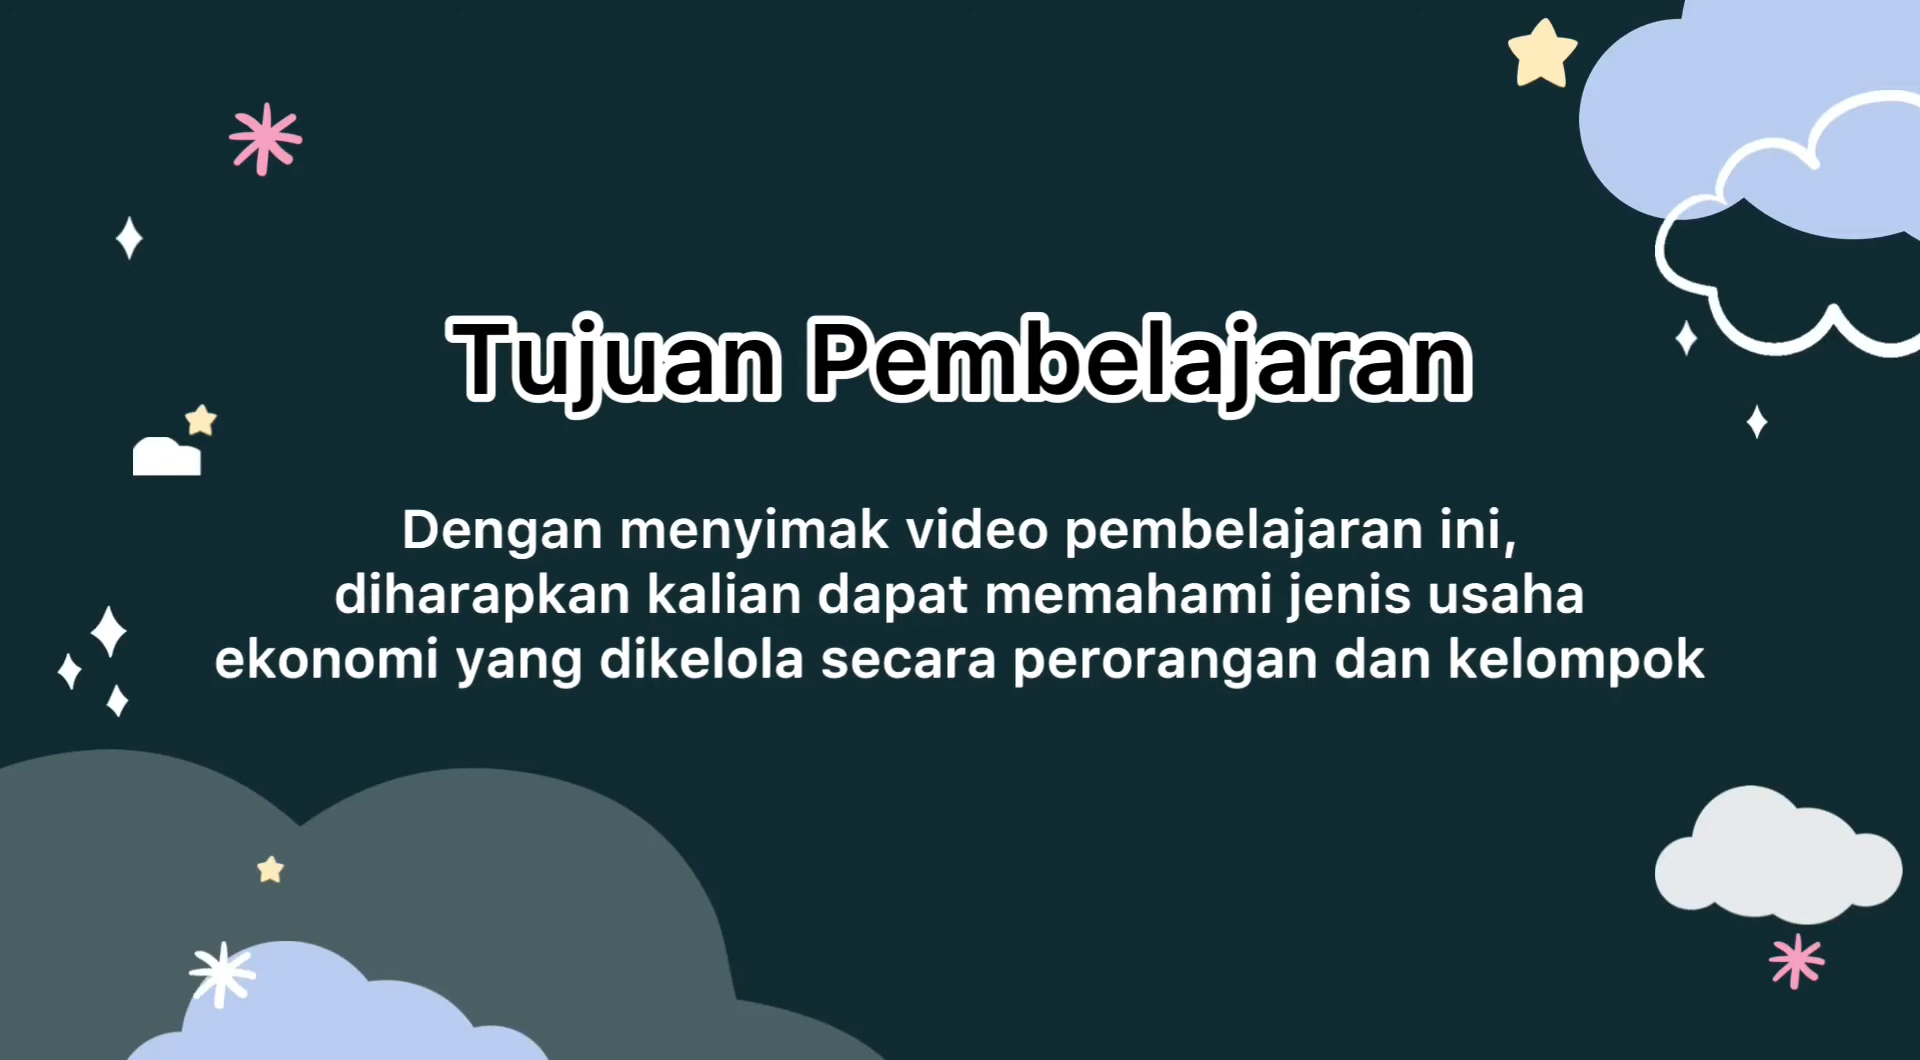 Tujuan Pembelajaran
Dengan menyimak video pembelajaran ini,
diharapkan kalian dapat memahami jenis usaha
ekonomi yang dikelola secara perorangan dan kelompok